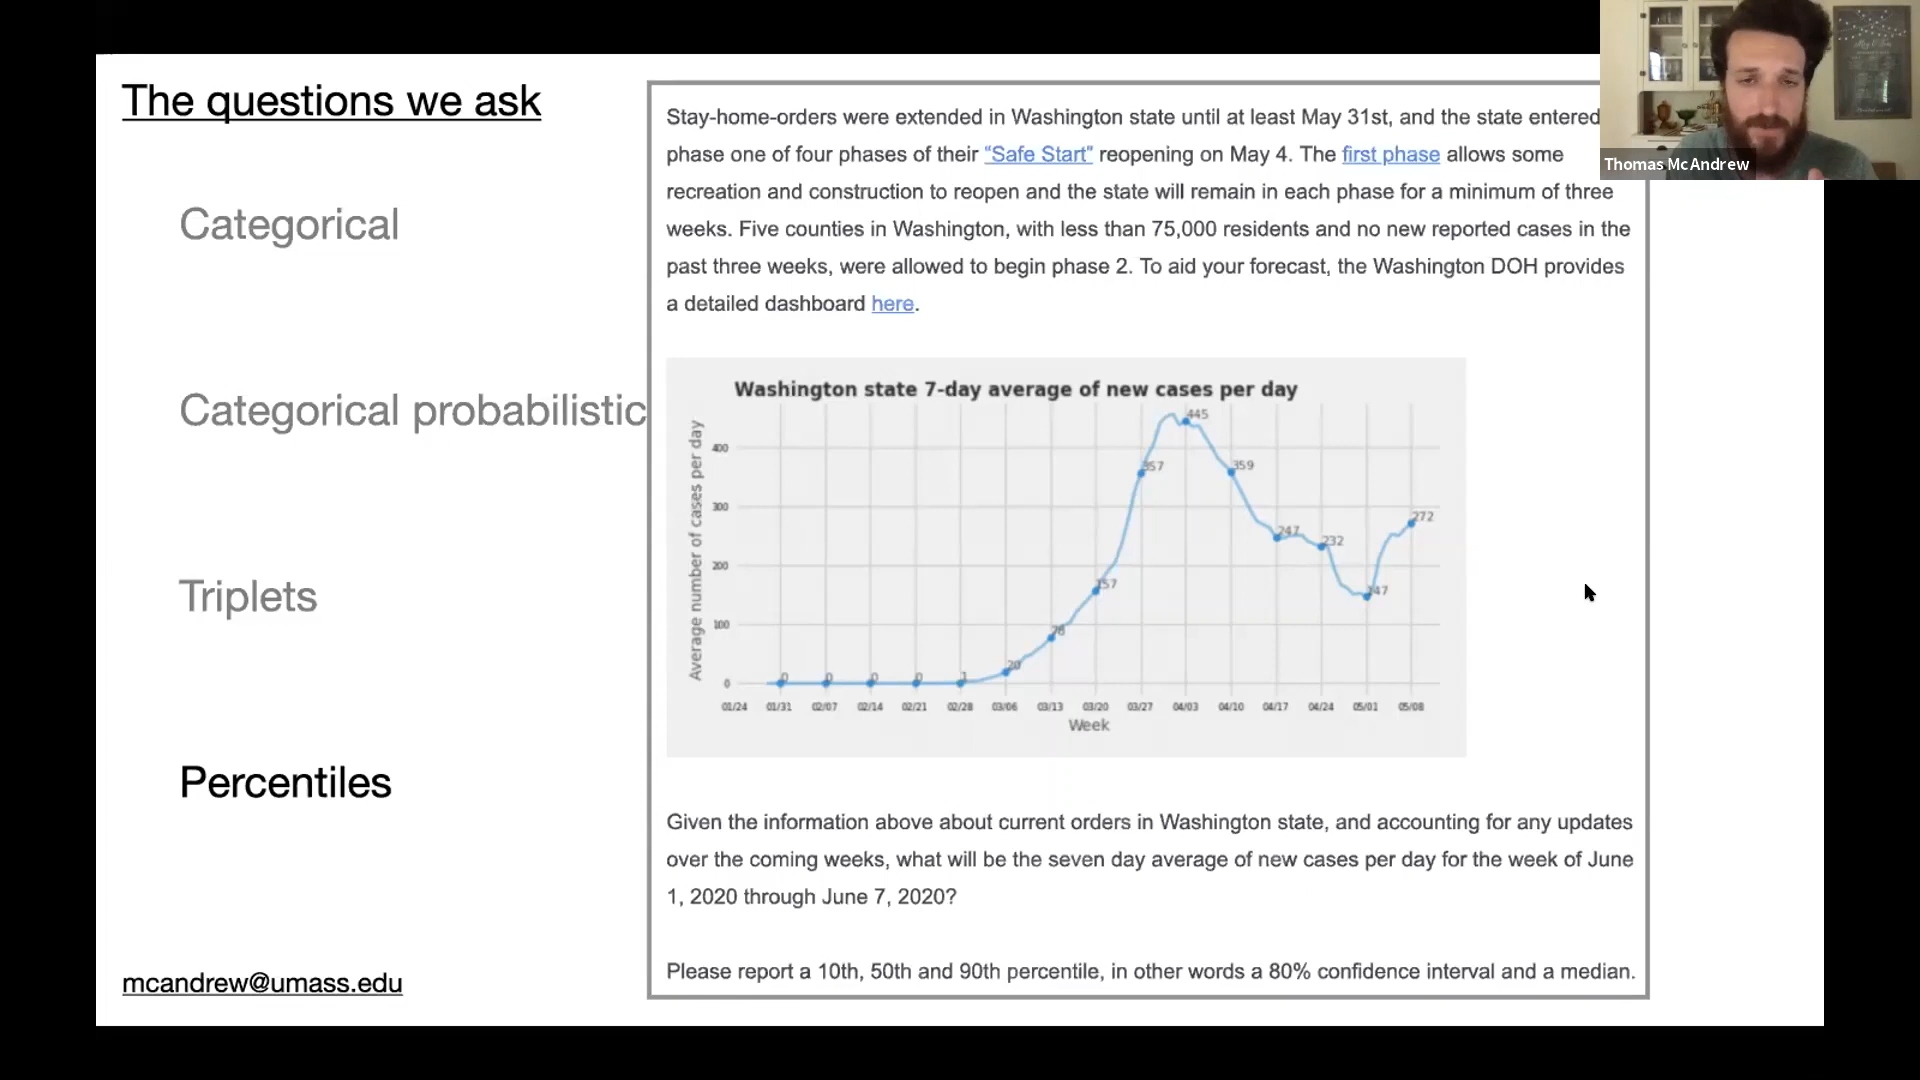 The questions we ask
Categorical
Categorical probabilistic
Triplets
Percentiles
mcandrew@umass.edu
Stay-home-orders were extended in Washington state until at least May 31st, and the state entered
phase one of four phases of their “Safe Start” reopening on May 4. The first phase allows some
recreation and construction to reopen and the state will remain in each phase for a minimum of three
weeks. Five counties in Washington, with less than 75,000 residents and no new reported cases in the
past three weeks, were allowed to begin phase 2. To aid your forecast, the Washington DOH provides
a detailed dashboard here.
Washington state 7-day average of new cases per day
Average number of cases per day
400
300
200
100
0
0 0 0 0 1 20 78 157 357 445 359 247 232 147 272
01/24 01/31 02/07 02/14 02/21 02/28 03/06 03/13 03/20 03/27 04/03 04/10 04/17 04/24 05/01 05/08
Week
Given the information above about current orders in Washington state, and accounting for any updates
over the coming weeks, what will be the seven day average of new cases per day for the week of June
1, 2020 through June 7, 2020?
Please report a 10th, 50th and 90th percentile, in other words a 80% confidence interval and a median.
Thomas McAndrew